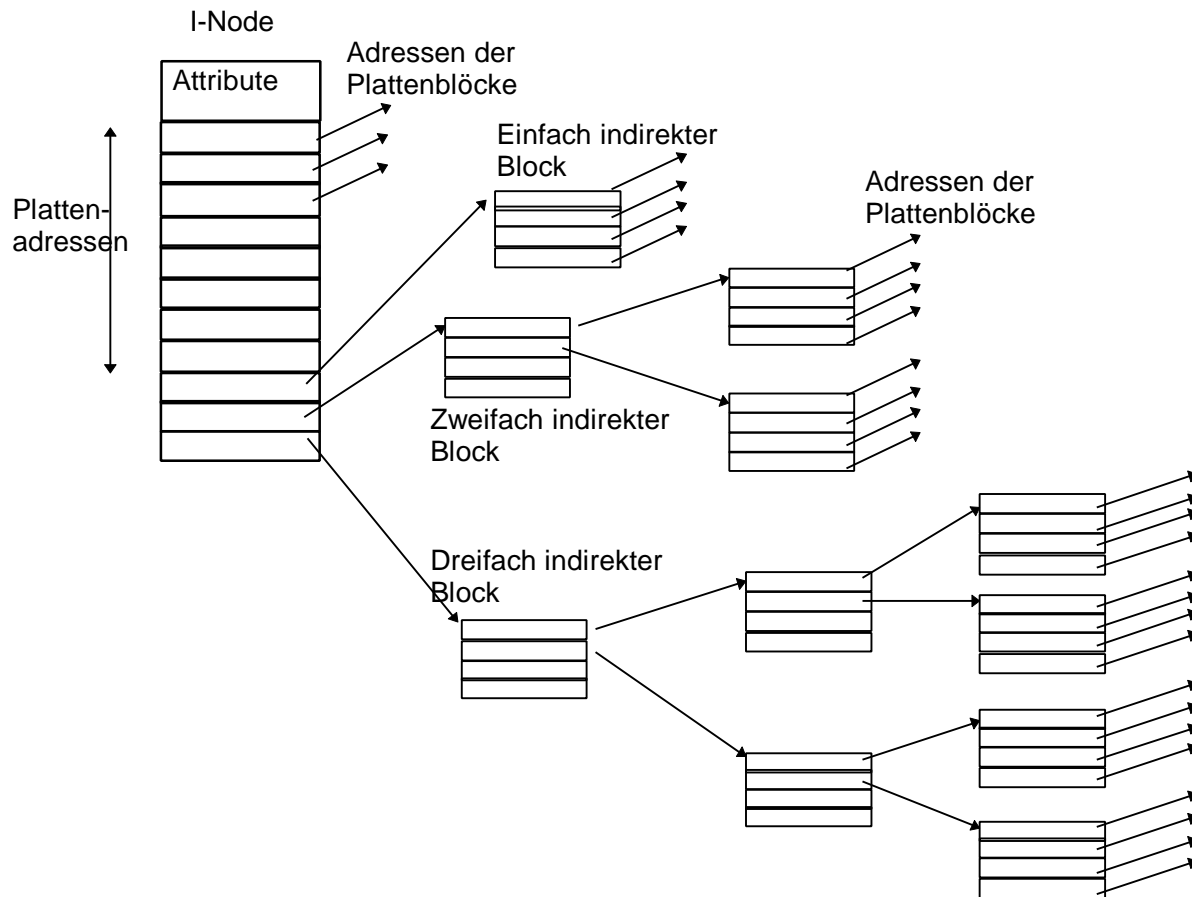 I-Node
Attribute
Adressen der
Plattenblöcke
Platten-
adressen
Einfach indirekter
Block
Adressen der
Plattenblöcke
Zweifach indirekter
Block
Dreifach indirekter
Block